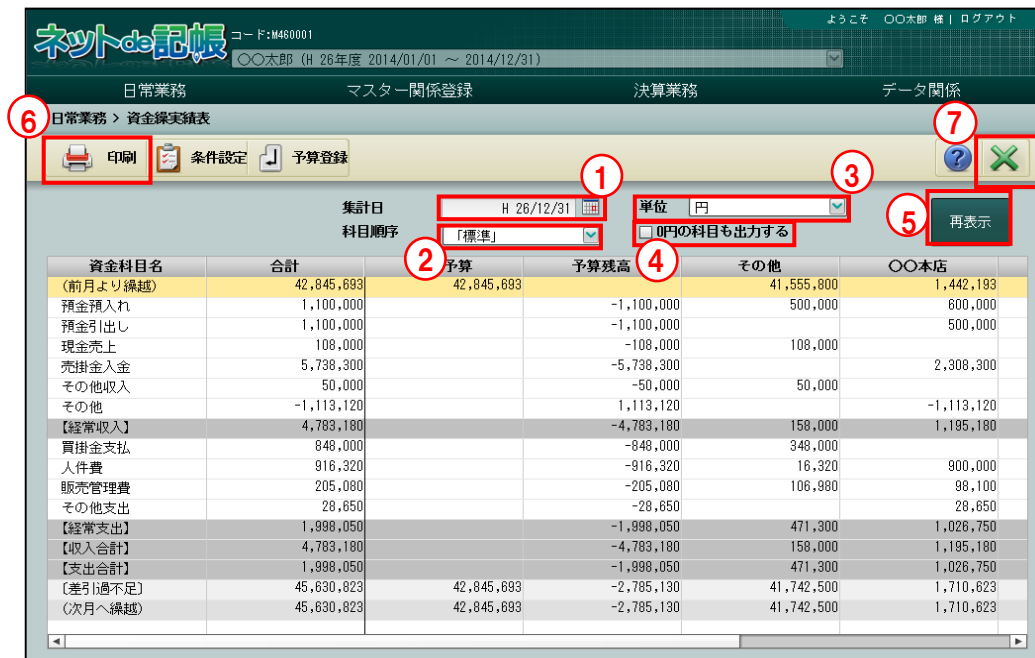 ようこそ 〇〇太郎 様 | ログアウト
ネットde記帳 コード:M460001
〇〇太郎 (H 26年度 2014/01/01 ～ 2014/12/31)
日常業務 マスター関係登録 決算業務 データ関係
⑥ 日常業務 > 資金繰実績表 ⑦
印刷 条件設定 予算登録 ?
① ③
集計日 H 26/12/31 単位 円 ⑤ 再表示
科目順序 「標準」 0円の科目も出力する
② ④
資金科目名 合計 予算 予算残高 その他 〇〇本店
(前月より繰越) 42,845,693 42,845,693 41,555,800 1,442,193
預金預入れ 1,100,000 -1,100,000 500,000 600,000
預金引出し 1,100,000 -1,100,000 500,000
現金売上 108,000 -108,000 108,000
売掛金入金 5,738,300 -5,738,300 2,308,300
その他収入 50,000 -50,000 50,000
その他 -1,113,120 1,113,120 -1,113,120
【経常収入】 4,783,180 -4,783,180 158,000 1,195,180
買掛金支払 848,000 -848,000 348,000
人件費 916,320 -916,320 16,320 900,000
販売管理費 205,080 -205,080 106,980 98,100
その他支出 28,650 -28,650 28,650
【経常支出】 1,998,050 -1,998,050 471,300 1,026,750
【収入合計】 4,783,180 -4,783,180 158,000 1,195,180
【支出合計】 1,998,050 -1,998,050 471,300 1,026,750
〔差引過不足〕 45,630,823 42,845,693 -2,785,130 41,742,500 1,710,623
(次月へ繰越) 45,630,823 42,845,693 -2,785,130 41,742,500 1,710,623